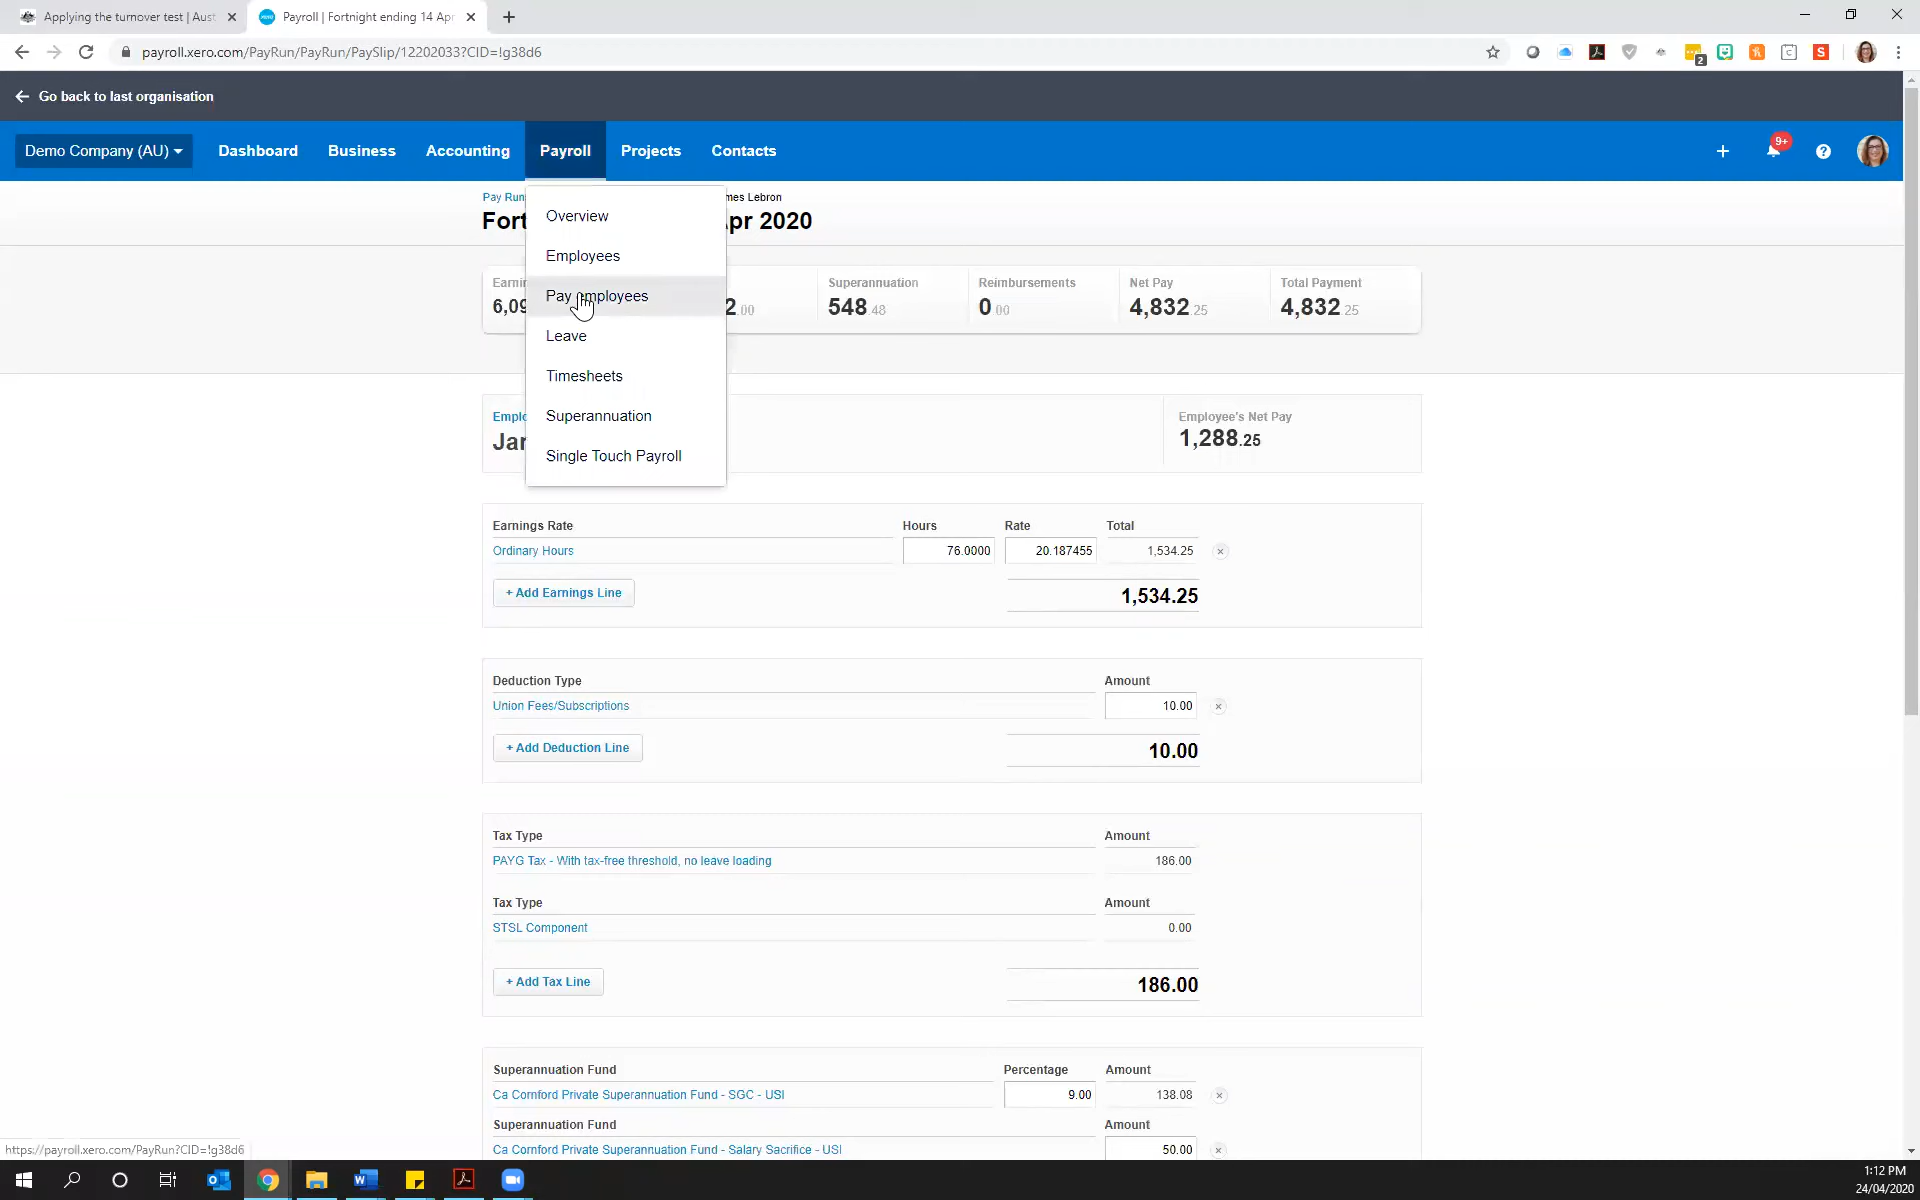 Applying the turnover test | Aust
Payroll | Fortnight ending 14 Apr
payroll.xero.com/PayRun/PayRun/PaySlip/12202033?CID=!g38d6
2
Go back to last organisation
Demo Company (AU)
Dashboard
Business
Accounting
Payroll
Projects
Contacts
9+
Pay Run
mes Lebron
Fort
pr 2020
Overview
Employees
Pay employees
Leave
Timesheets
Superannuation
Single Touch Payroll
Earnin
6,09
2.00
Superannuation
548.48
Reimbursements
0.00
Net Pay
4,832.25
Total Payment
4,832.25
Emplo
Jam
Employee's Net Pay
1,288.25
Earnings Rate Hours Rate Total
Ordinary Hours 76.0000 20.187455 1,534.25
+ Add Earnings Line 1,534.25
Deduction Type Amount
Union Fees/Subscriptions 10.00
+ Add Deduction Line 10.00
Tax Type Amount
PAYG Tax - With tax-free threshold, no leave loading 186.00
Tax Type Amount
STSL Component 0.00
+ Add Tax Line 186.00
Superannuation Fund Percentage Amount
Ca Cornford Private Superannuation Fund - SGC - USI 9.00 138.08
Superannuation Fund Amount
Ca Cornford Private Superannuation Fund - Salary Sacrifice - USI 50.00
https://payroll.xero.com/PayRun?CID=!g38d6
1:12 PM
24/04/2020